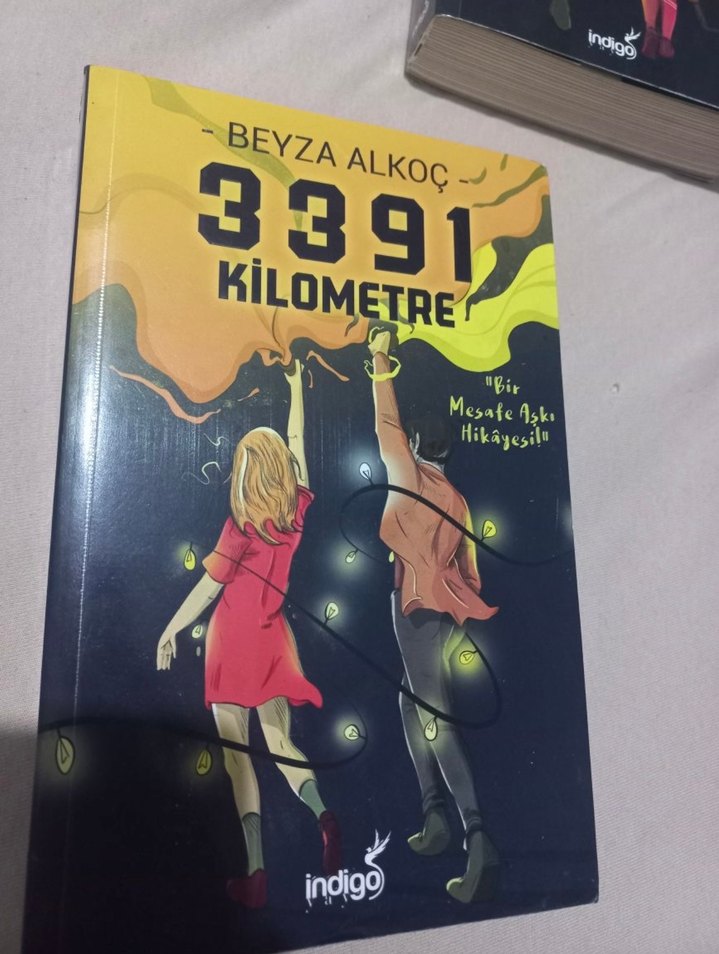 indigo
- BEYZA ALKOÇ -
3391
KİLOMETRE
"Bir
Mesafe Aşkı
Hikâyesi!"
indigo